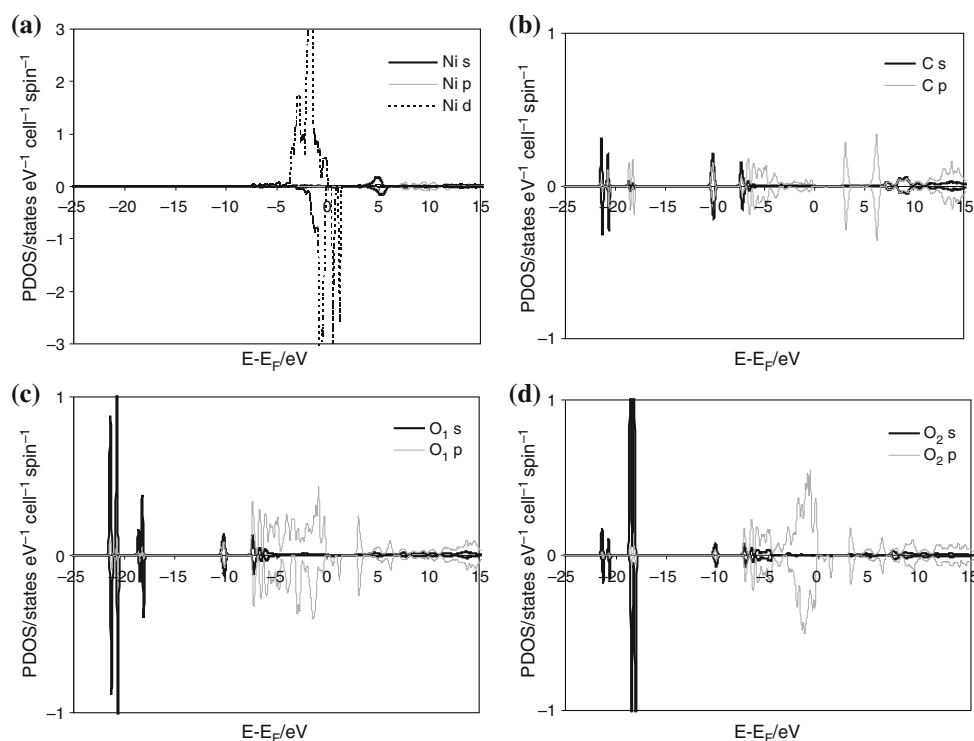 (a)
PDOS/states eV⁻¹ cell⁻¹ spin⁻¹
3
2
1
0
−1
−2
−3
−25 −20 −15 −10 −5 0 5 10 15
Ni s
Ni p
Ni d
E-E_F/eV
(b)
PDOS/states eV⁻¹ cell⁻¹ spin⁻¹
1
0
−1
−25 −20 −15 −10 −5 0 5 10 15
C s
C p
E-E_F/eV
(c)
PDOS/states eV⁻¹ cell⁻¹ spin⁻¹
1
0
−1
−25 −20 −15 −10 −5 0 5 10 15
O₁ s
O₁ p
E-E_F/eV
(d)
PDOS/states eV⁻¹ cell⁻¹ spin⁻¹
1
0
−1
−25 −20 −15 −10 −5 0 5 10 15
O₂ s
O₂ p
E-E_F/eV